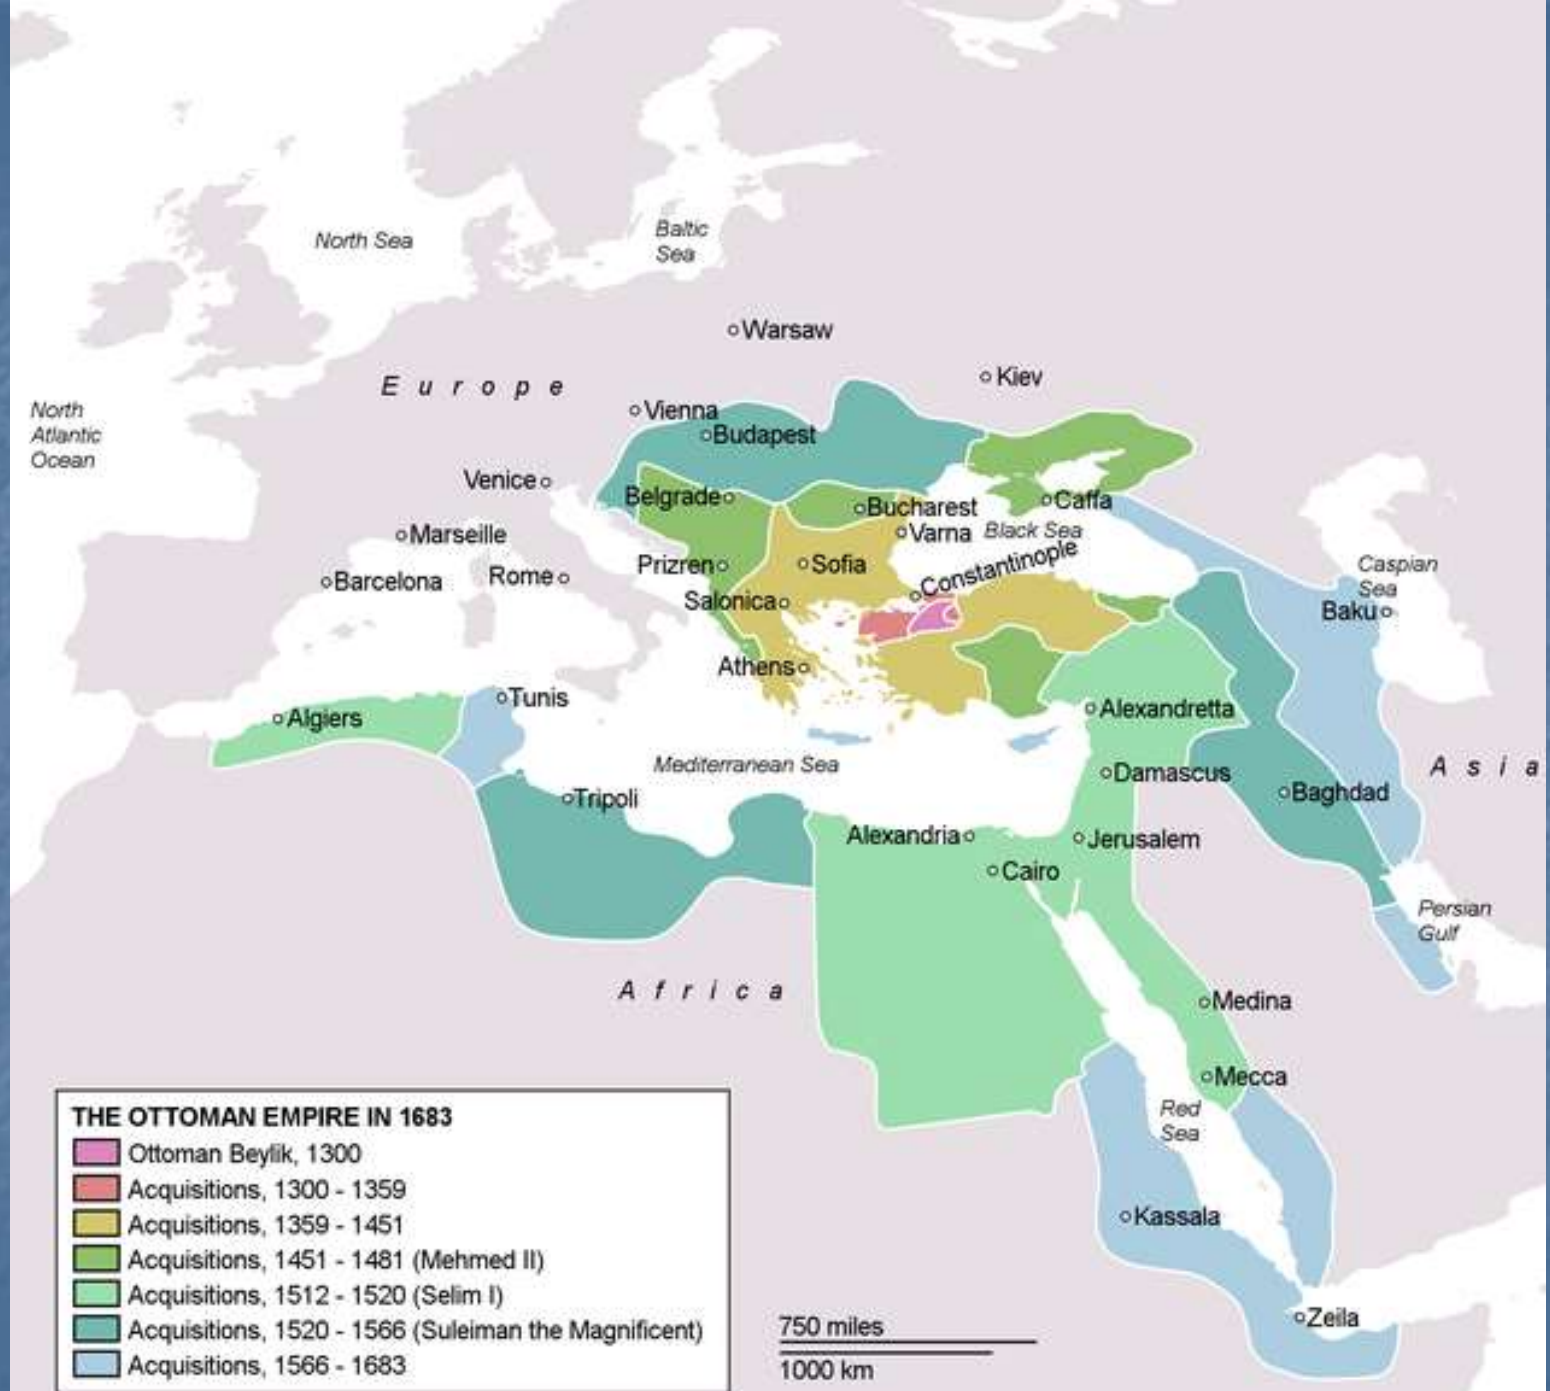 North Sea
Baltic
Sea
Warsaw
Kiev
Europe
North
Atlantic
Ocean
Vienna
Budapest
Venice
Belgrade
Bucharest
Caffa
Marseille
Varna
Black Sea
Prizren
Sofia
Constantinople
Caspian
Sea
Barcelona
Rome
Salonica
Baku
Athens
Tunis
Algiers
Alexandretta
Mediterranean Sea
Asia
Damascus
Tripoli
Baghdad
Alexandria
Jerusalem
Cairo
Persian
Gulf
Africa
Medina
Mecca
Red
Sea
Kassala
Zeila
THE OTTOMAN EMPIRE IN 1683
Ottoman Beylik, 1300
Acquisitions, 1300 - 1359
Acquisitions, 1359 - 1451
Acquisitions, 1451 - 1481 (Mehmed II)
Acquisitions, 1512 - 1520 (Selim I)
Acquisitions, 1520 - 1566 (Suleiman the Magnificent)
Acquisitions, 1566 - 1683
750 miles
1000 km